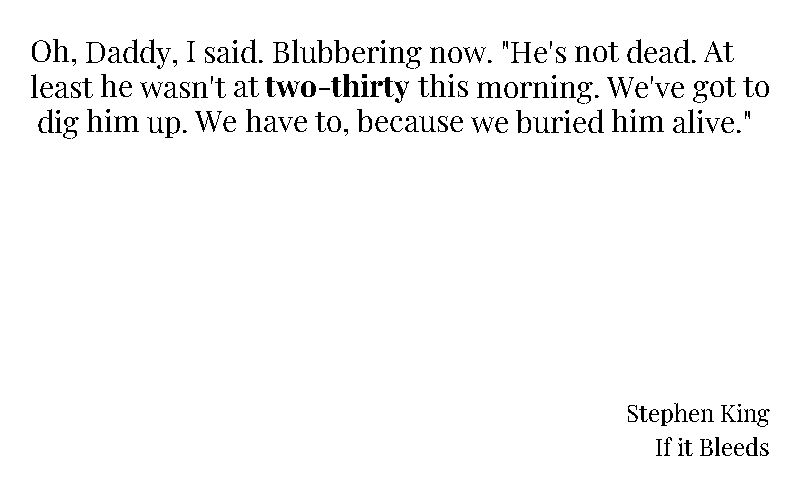 Oh, Daddy, I said. Blubbering now. "He's not dead. At
least he wasn't at two-thirty this morning. We've got to
dig him up. We have to, because we buried him alive."
Stephen King
If it Bleeds